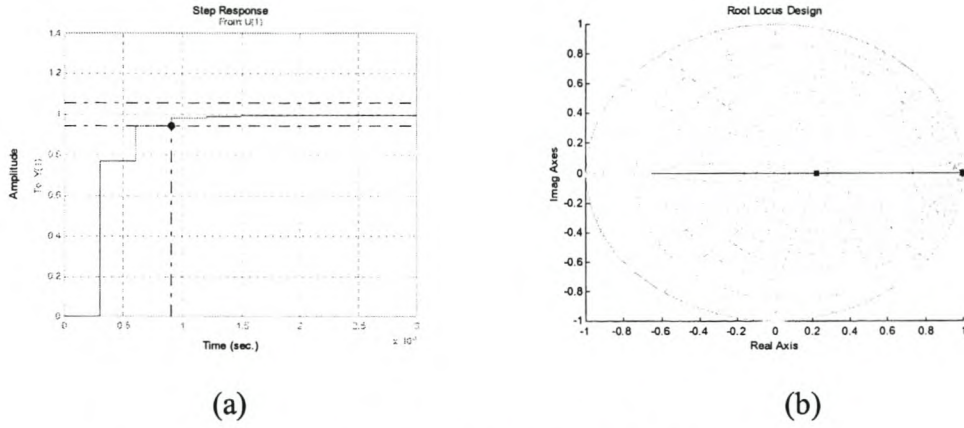 Step Response
From: U(1)
1.4
1.2
1
0.8
0.6
0.4
0.2
0
Amplitude
To: Y(1)
0 0.5 1 1.5 2 2.5 3
Time (sec.)
Root Locus Design
1
0.8
0.6
0.4
0.2
0
-0.2
-0.4
-0.6
-0.8
-1
Imag Axes
-1 -0.8 -0.6 -0.4 -0.2 0 0.2 0.4 0.6 0.8 1
Real Axis
(a)
(b)